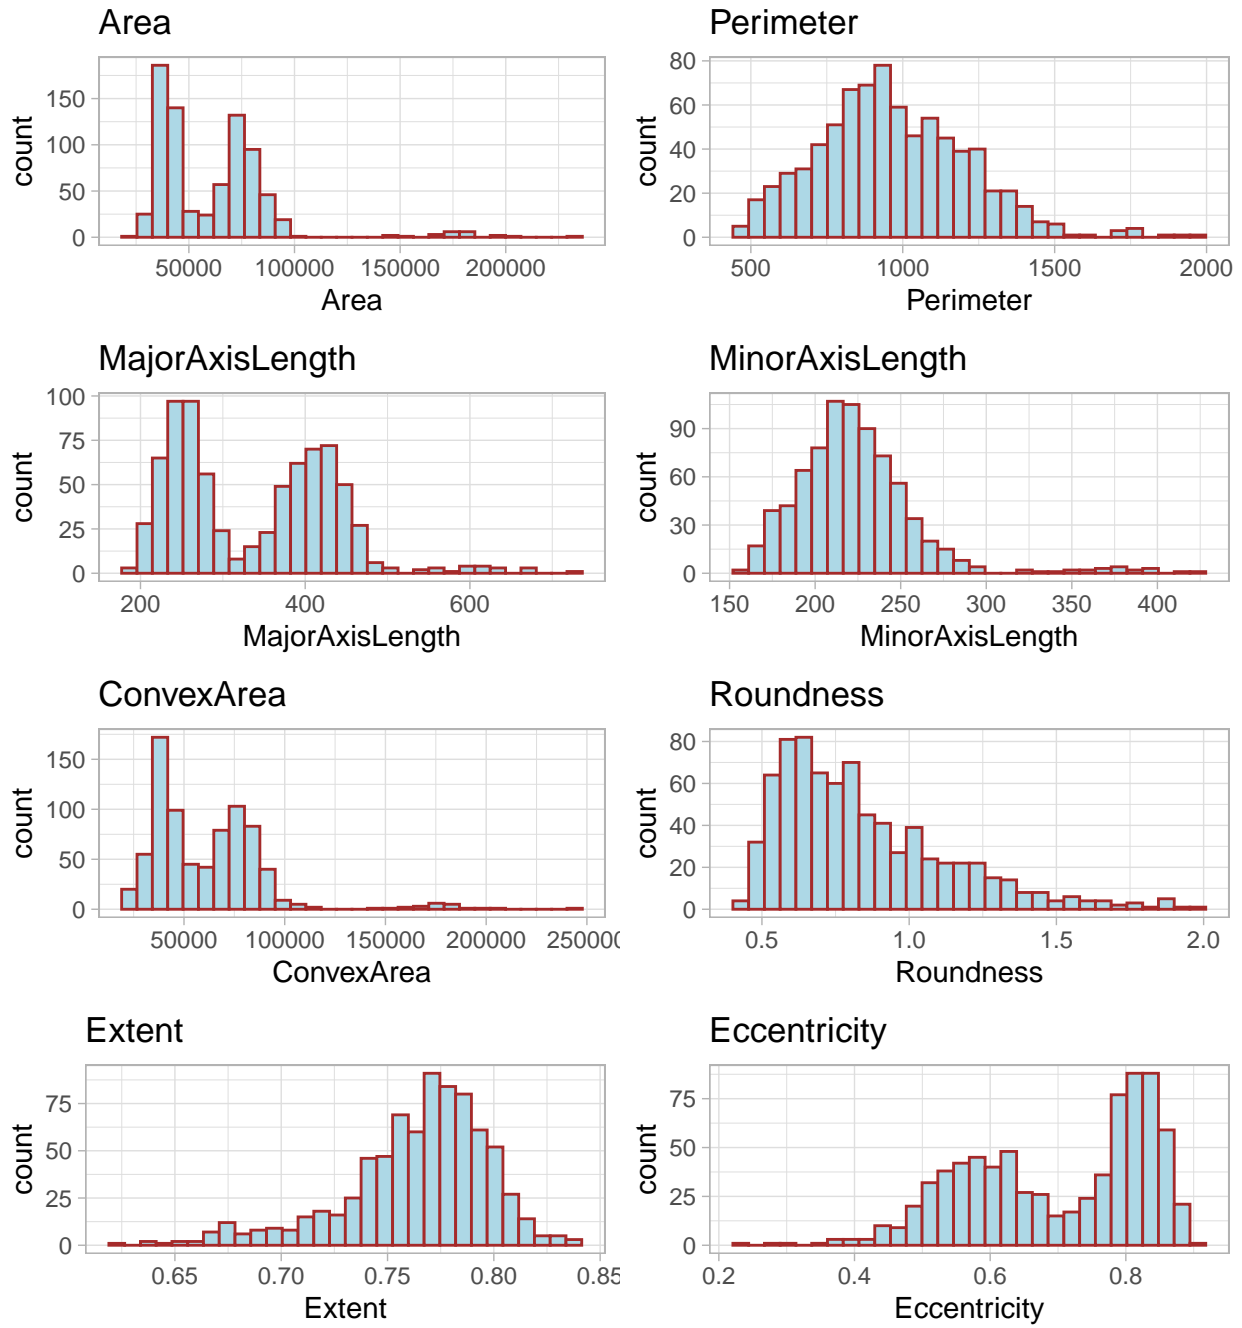 Area
Perimeter
150
100
50
0
count
50000 100000 150000 200000
Area
80
60
40
20
0
count
500 1000 1500 2000
Perimeter
MajorAxisLength
MinorAxisLength
100
75
50
25
0
count
200 400 600
MajorAxisLength
90
60
30
0
count
150 200 250 300 350 400
MinorAxisLength
ConvexArea
Roundness
150
100
50
0
count
50000 100000 150000 200000 250000
ConvexArea
80
60
40
20
0
count
0.5 1.0 1.5 2.0
Roundness
Extent
Eccentricity
75
50
25
0
count
0.65 0.70 0.75 0.80 0.85
Extent
75
50
25
0
count
0.2 0.4 0.6 0.8
Eccentricity